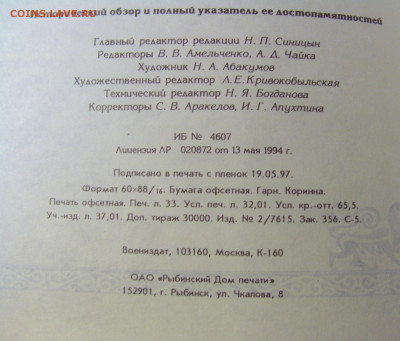 COINS.SAV.RU
обзор и полный указатель ее достопамятностей
Главный редактор редакции Н. П. Синицын
Редакторы В. В. Амельченко, А. Д. Чайка
Художник Н. А. Абакумов
Художественный редактор Л. Е. Кривокобыльская
Технический редактор Н. Я. Богданова
Корректоры С. В. Аракелов, И. Г. Апухтина
ИБ № 4607
Лицензия ЛР 020872 от 13 мая 1994 г.
Подписано в печать с пленок 19.05.97.
Формат 60×88/16. Бумага офсетная. Гарн. Коринна.
Печать офсетная. Печ. л. 33. Усл. печ. л. 32,01. Усл. кр.-отт. 65,5.
Уч.-изд. л. 37,01. Доп. тираж 30000. Изд. № 2/7615. Зак. 356. С-5.
Воениздат, 103160, Москва, К-160
ОАО «Рыбинский Дом печати»
152901, г. Рыбинск, ул. Чкалова, 8